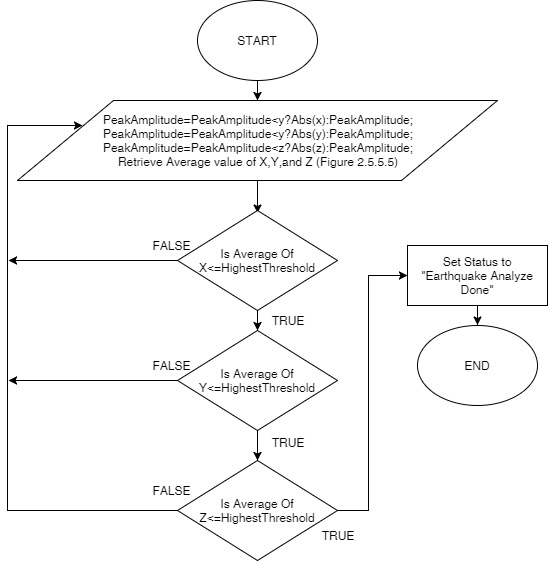 START
PeakAmplitude=PeakAmplitude<y?Abs(x):PeakAmplitude;
PeakAmplitude=PeakAmplitude<y?Abs(y):PeakAmplitude;
PeakAmplitude=PeakAmplitude<z?Abs(z):PeakAmplitude;
Retrieve Average value of X,Y,and Z (Figure 2.5.5.5)
FALSE
Is Average Of
X<=HighestThreshold
TRUE
FALSE
Is Average Of
Y<=HighestThreshold
TRUE
FALSE
Is Average Of
Z<=HighestThreshold
TRUE
Set Status to
"Earthquake Analyze
Done"
END